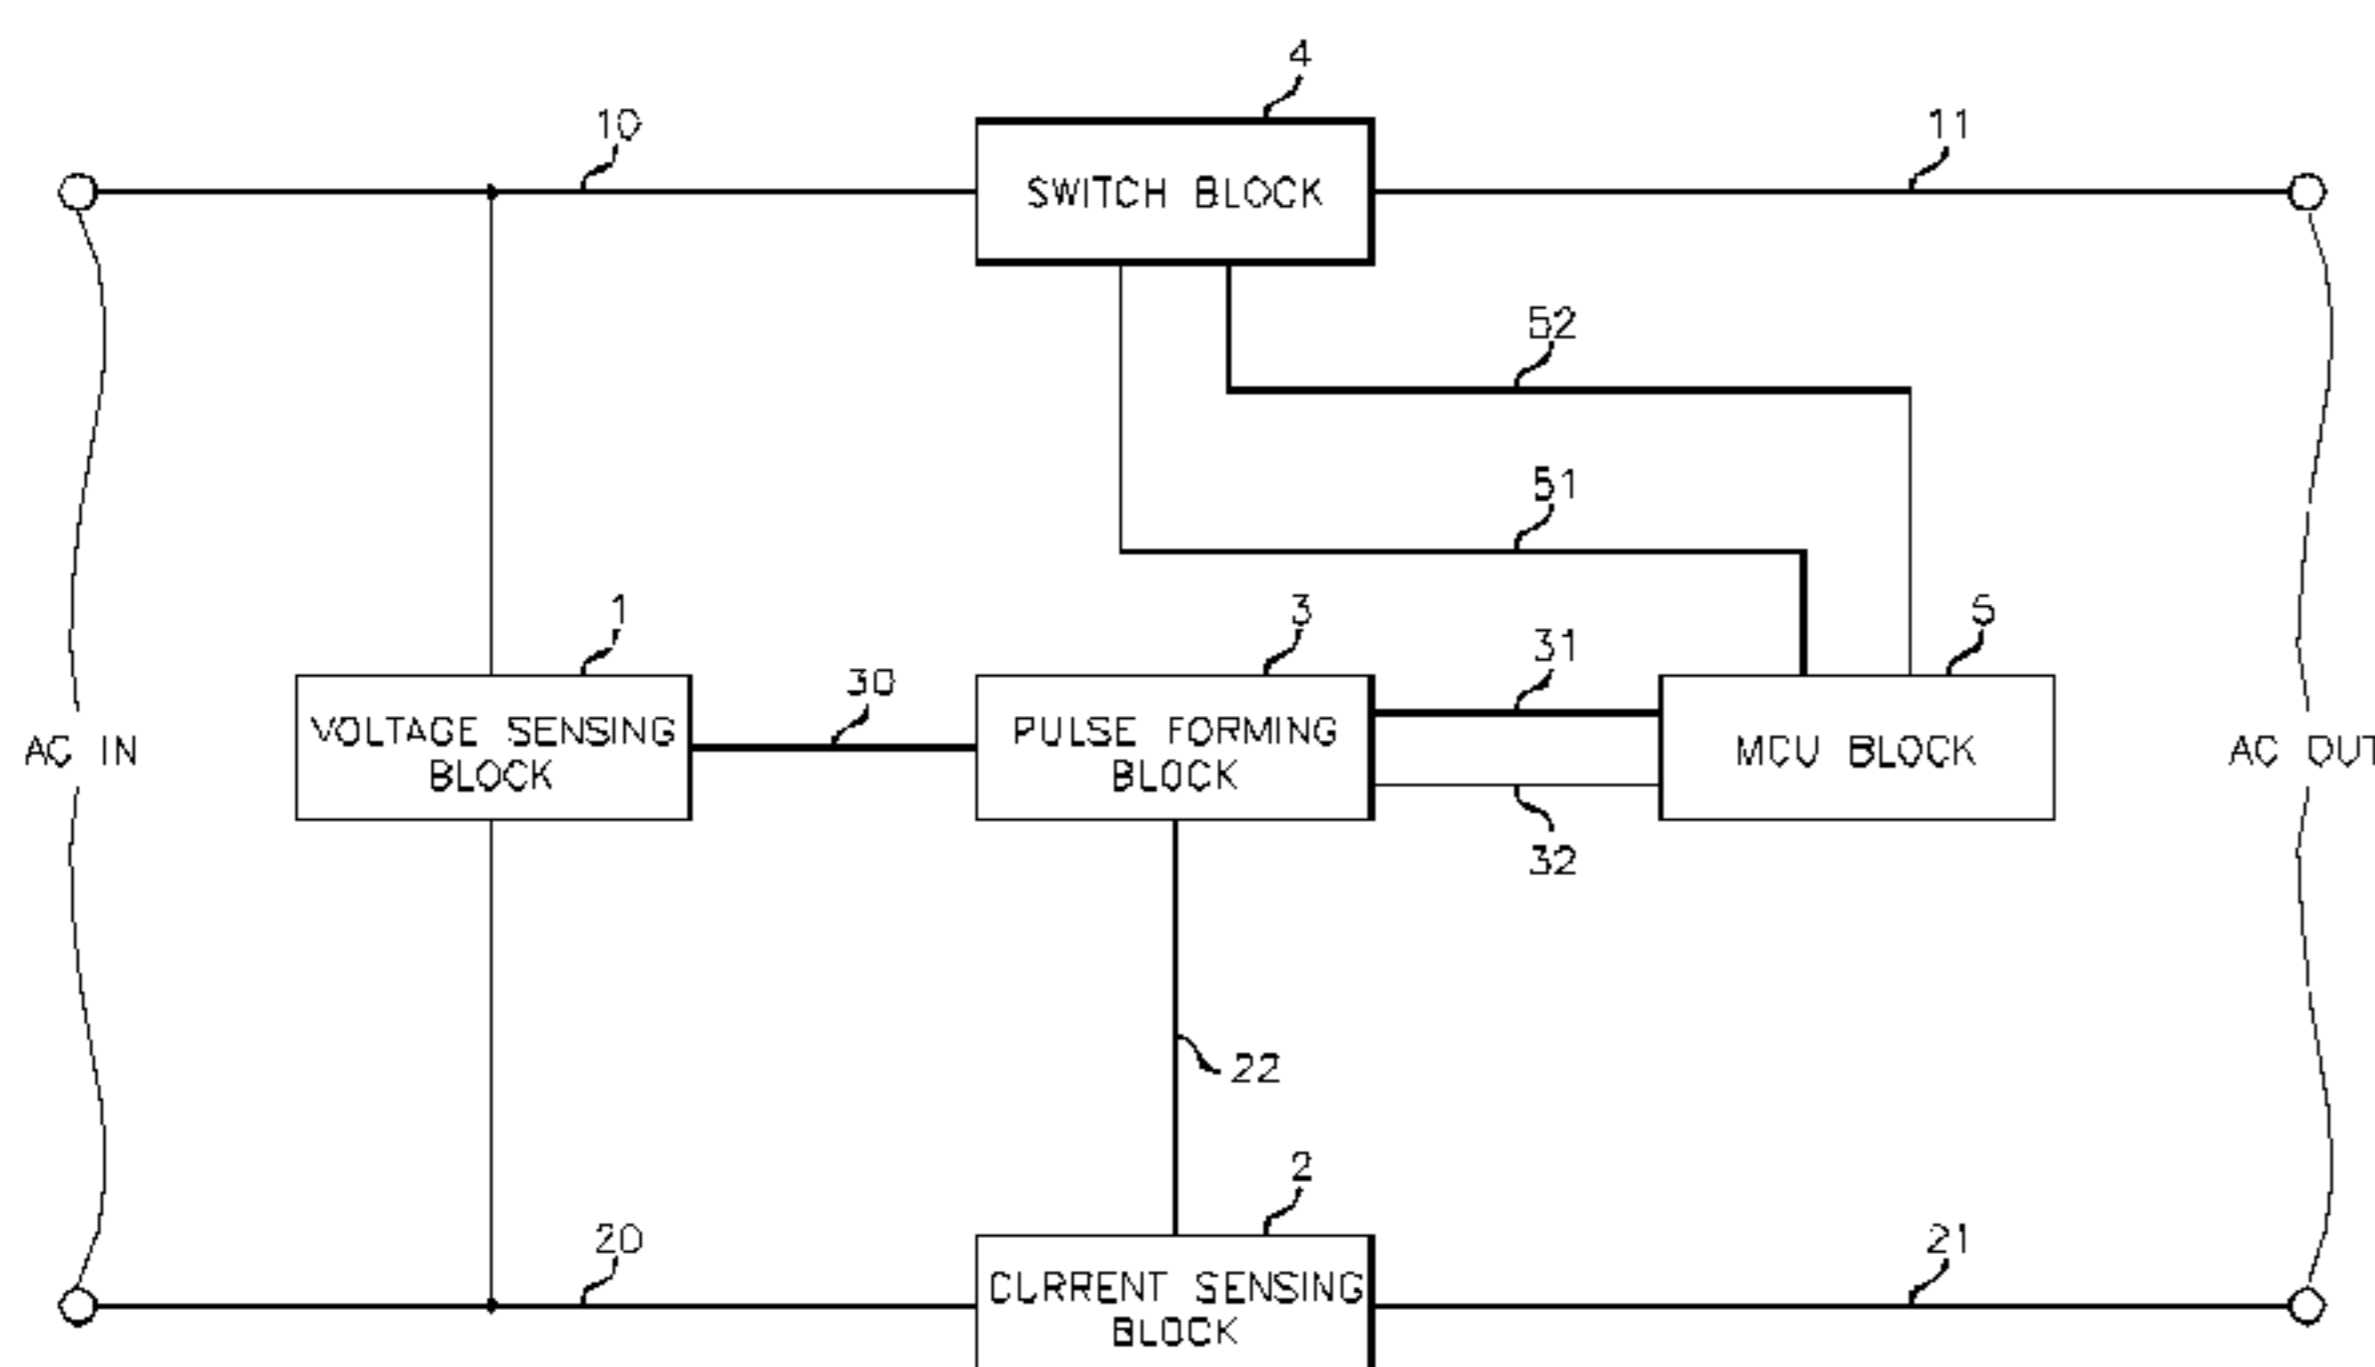 4
10
11
SWITCH BLOCK
52
51
1
3
5
31
30
VOLTAGE SENSING
BLOCK
PULSE FORMING
BLOCK
MCU BLOCK
AC IN
AC OUT
32
22
2
20
21
CURRENT SENSING
BLOCK